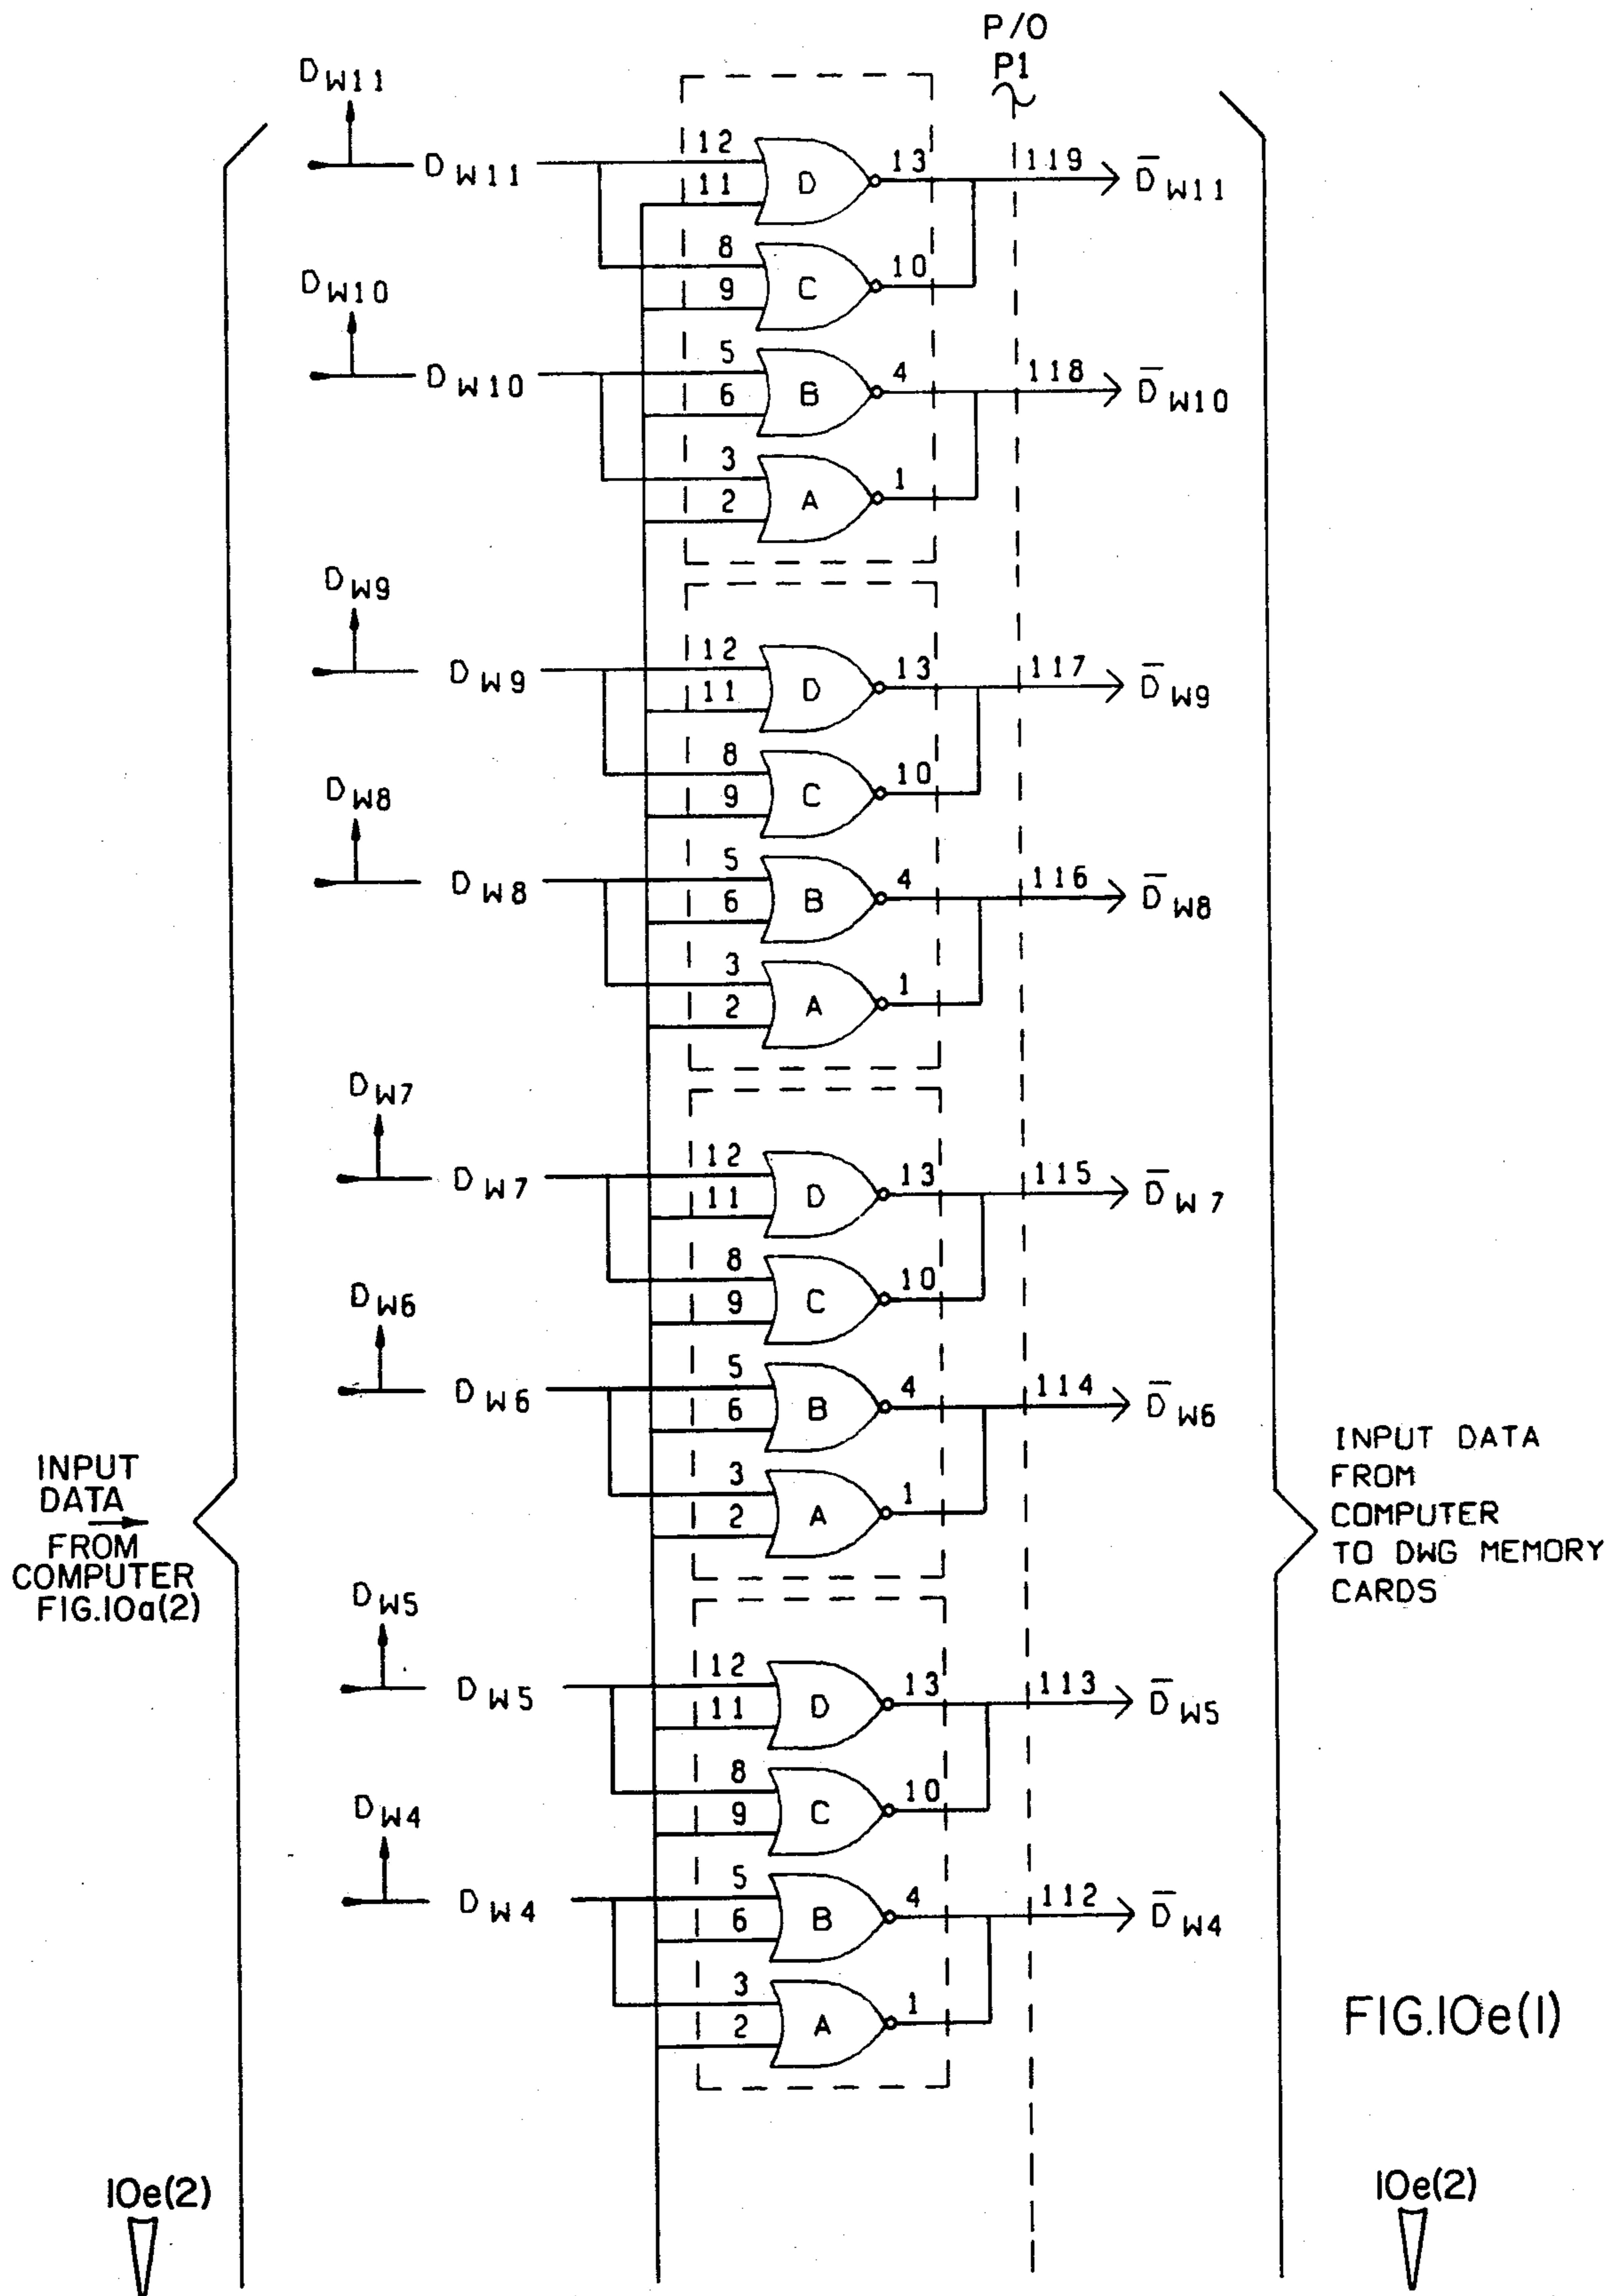 P/O
P1
DW11
DW11
12
11
D
13
119
D̅W11
8
9
C
10
DW10
DW10
5
6
B
4
118
D̅W10
3
2
A
1
DW9
DW9
12
11
D
13
117
D̅W9
8
9
C
10
DW8
DW8
5
6
B
4
116
D̅W8
3
2
A
1
DW7
DW7
12
11
D
13
115
D̅W7
8
9
C
10
DW6
DW6
5
6
B
4
114
D̅W6
3
2
A
1
INPUT
DATA
FROM
COMPUTER
FIG.10a(2)
INPUT DATA
FROM
COMPUTER
TO DWG MEMORY
CARDS
DW5
DW5
12
11
D
13
113
D̅W5
8
9
C
10
DW4
DW4
5
6
B
4
112
D̅W4
3
2
A
1
FIG.10e(1)
10e(2)
10e(2)